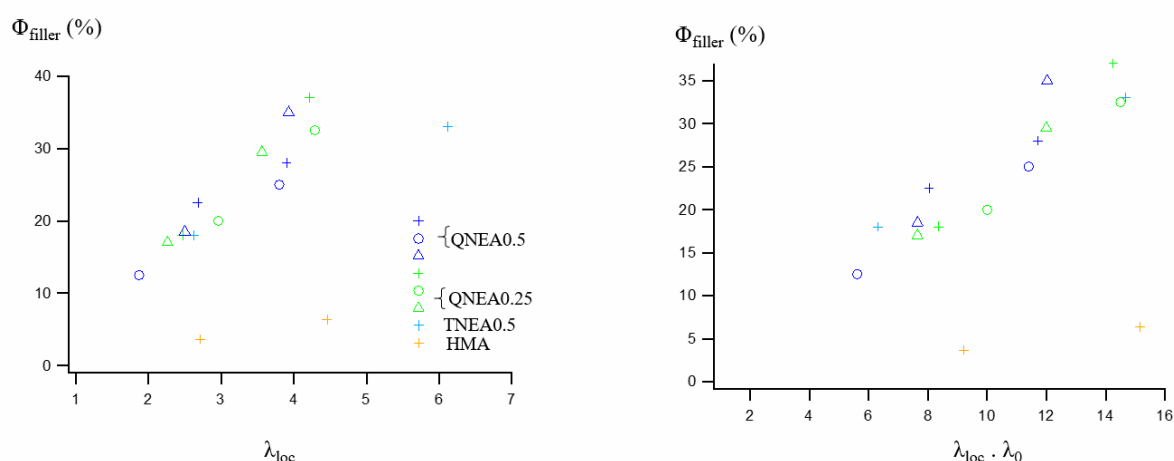 Φfiller (%)
40
30
20
10
0
1 2 3 4 5 6 7
λloc
QNEA0.5
QNEA0.25
TNEA0.5
HMA
Φfiller (%)
35
30
25
20
15
10
5
0
2 4 6 8 10 12 14 16
λloc . λ0